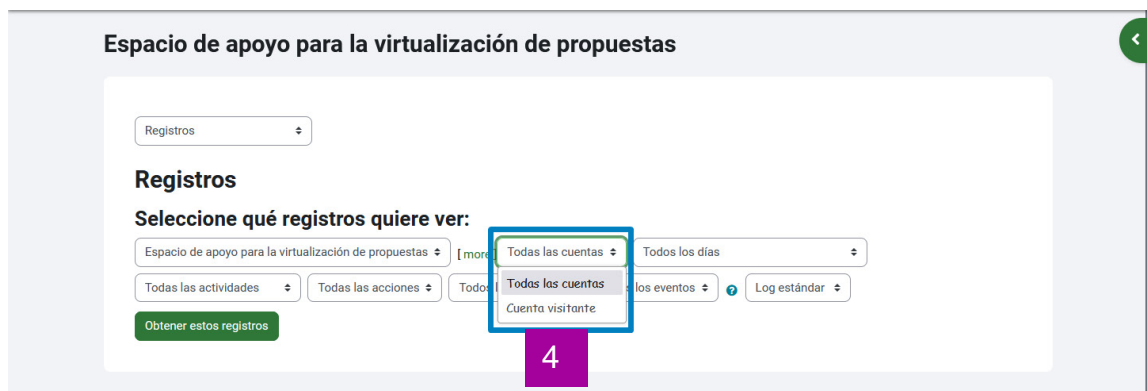 Espacio de apoyo para la virtualización de propuestas
Registros
Registros
Seleccione qué registros quiere ver:
Espacio de apoyo para la virtualización de propuestas [ more Todas las cuentas Todos los días
Todas las cuentas
Cuenta visitante
Todas las actividades Todas las acciones Todos los eventos Log estándar
Obtener estos registros
4